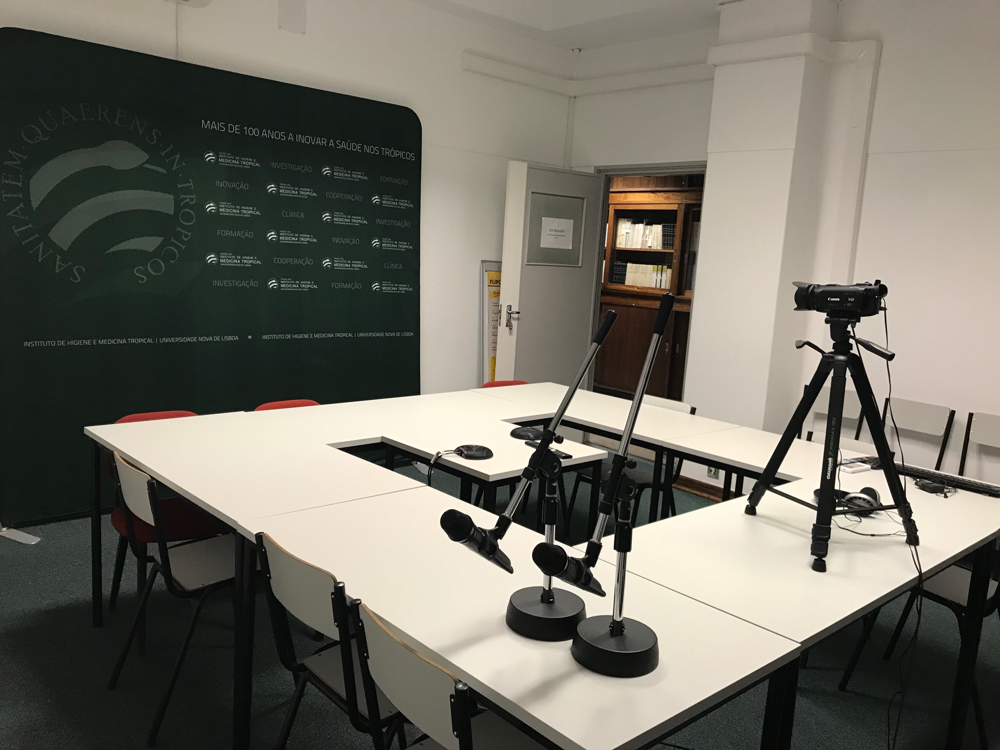 SANITATEM · QUAERENS · IN · TROPICOS
MAIS DE 100 ANOS A INOVAR A SAÚDE NOS TRÓPICOS
INSTITUTO DE HIGIENE E
MEDICINA TROPICAL
UNIVERSIDADE NOVA DE LISBOA
INVESTIGAÇÃO
INSTITUTO DE HIGIENE E
MEDICINA TROPICAL
UNIVERSIDADE NOVA DE LISBOA
FORMAÇÃO
INOVAÇÃO
INSTITUTO DE HIGIENE E
MEDICINA TROPICAL
UNIVERSIDADE NOVA DE LISBOA
COOPERAÇÃO
INSTITUTO DE HIGIENE E
MEDICINA TROPICAL
UNIVERSIDADE NOVA DE LISBOA
INSTITUTO DE HIGIENE E
MEDICINA TROPICAL
UNIVERSIDADE NOVA DE LISBOA
CLÍNICA
INSTITUTO DE HIGIENE E
MEDICINA TROPICAL
UNIVERSIDADE NOVA DE LISBOA
INVESTIGAÇÃO
FORMAÇÃO
INSTITUTO DE HIGIENE E
MEDICINA TROPICAL
UNIVERSIDADE NOVA DE LISBOA
INOVAÇÃO
INSTITUTO DE HIGIENE E
MEDICINA TROPICAL
UNIVERSIDADE NOVA DE LISBOA
INSTITUTO DE HIGIENE E
MEDICINA TROPICAL
UNIVERSIDADE NOVA DE LISBOA
COOPERAÇÃO
INSTITUTO DE HIGIENE E
MEDICINA TROPICAL
UNIVERSIDADE NOVA DE LISBOA
CLÍNICA
INVESTIGAÇÃO
INSTITUTO DE HIGIENE E
MEDICINA TROPICAL
UNIVERSIDADE NOVA DE LISBOA
FORMAÇÃO
INSTITUTO DE HIGIENE E
MEDICINA TROPICAL
UNIVERSIDADE NOVA DE LISBOA
INSTITUTO DE HIGIENE E MEDICINA TROPICAL | UNIVERSIDADE NOVA DE LISBOA
INSTITUTO DE HIGIENE E MEDICINA TROPICAL | UNIVERSIDADE NOVA DE LISBOA
Em Reunião!
Canon HD
CULLMANN PRIMAX 190